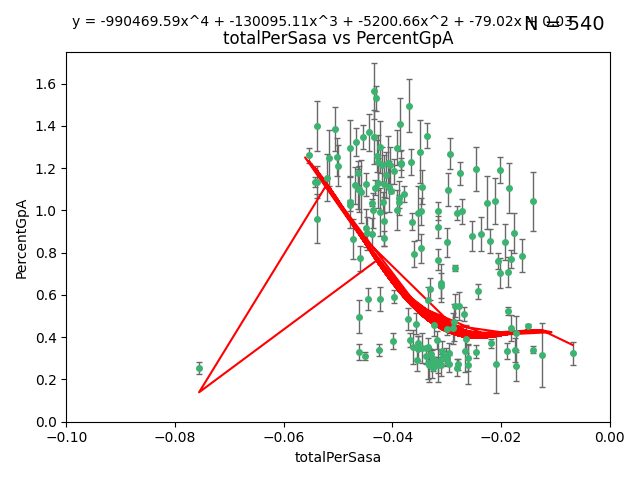 y = -990469.59x^4 + -130095.11x^3 + -5200.66x^2 + -79.02x + 0.03
N = 540
totalPerSasa vs PercentGpA
PercentGpA
1.6
1.4
1.2
1.0
0.8
0.6
0.4
0.2
0.0
-0.10 -0.08 -0.06 -0.04 -0.02 0.00
totalPerSasa